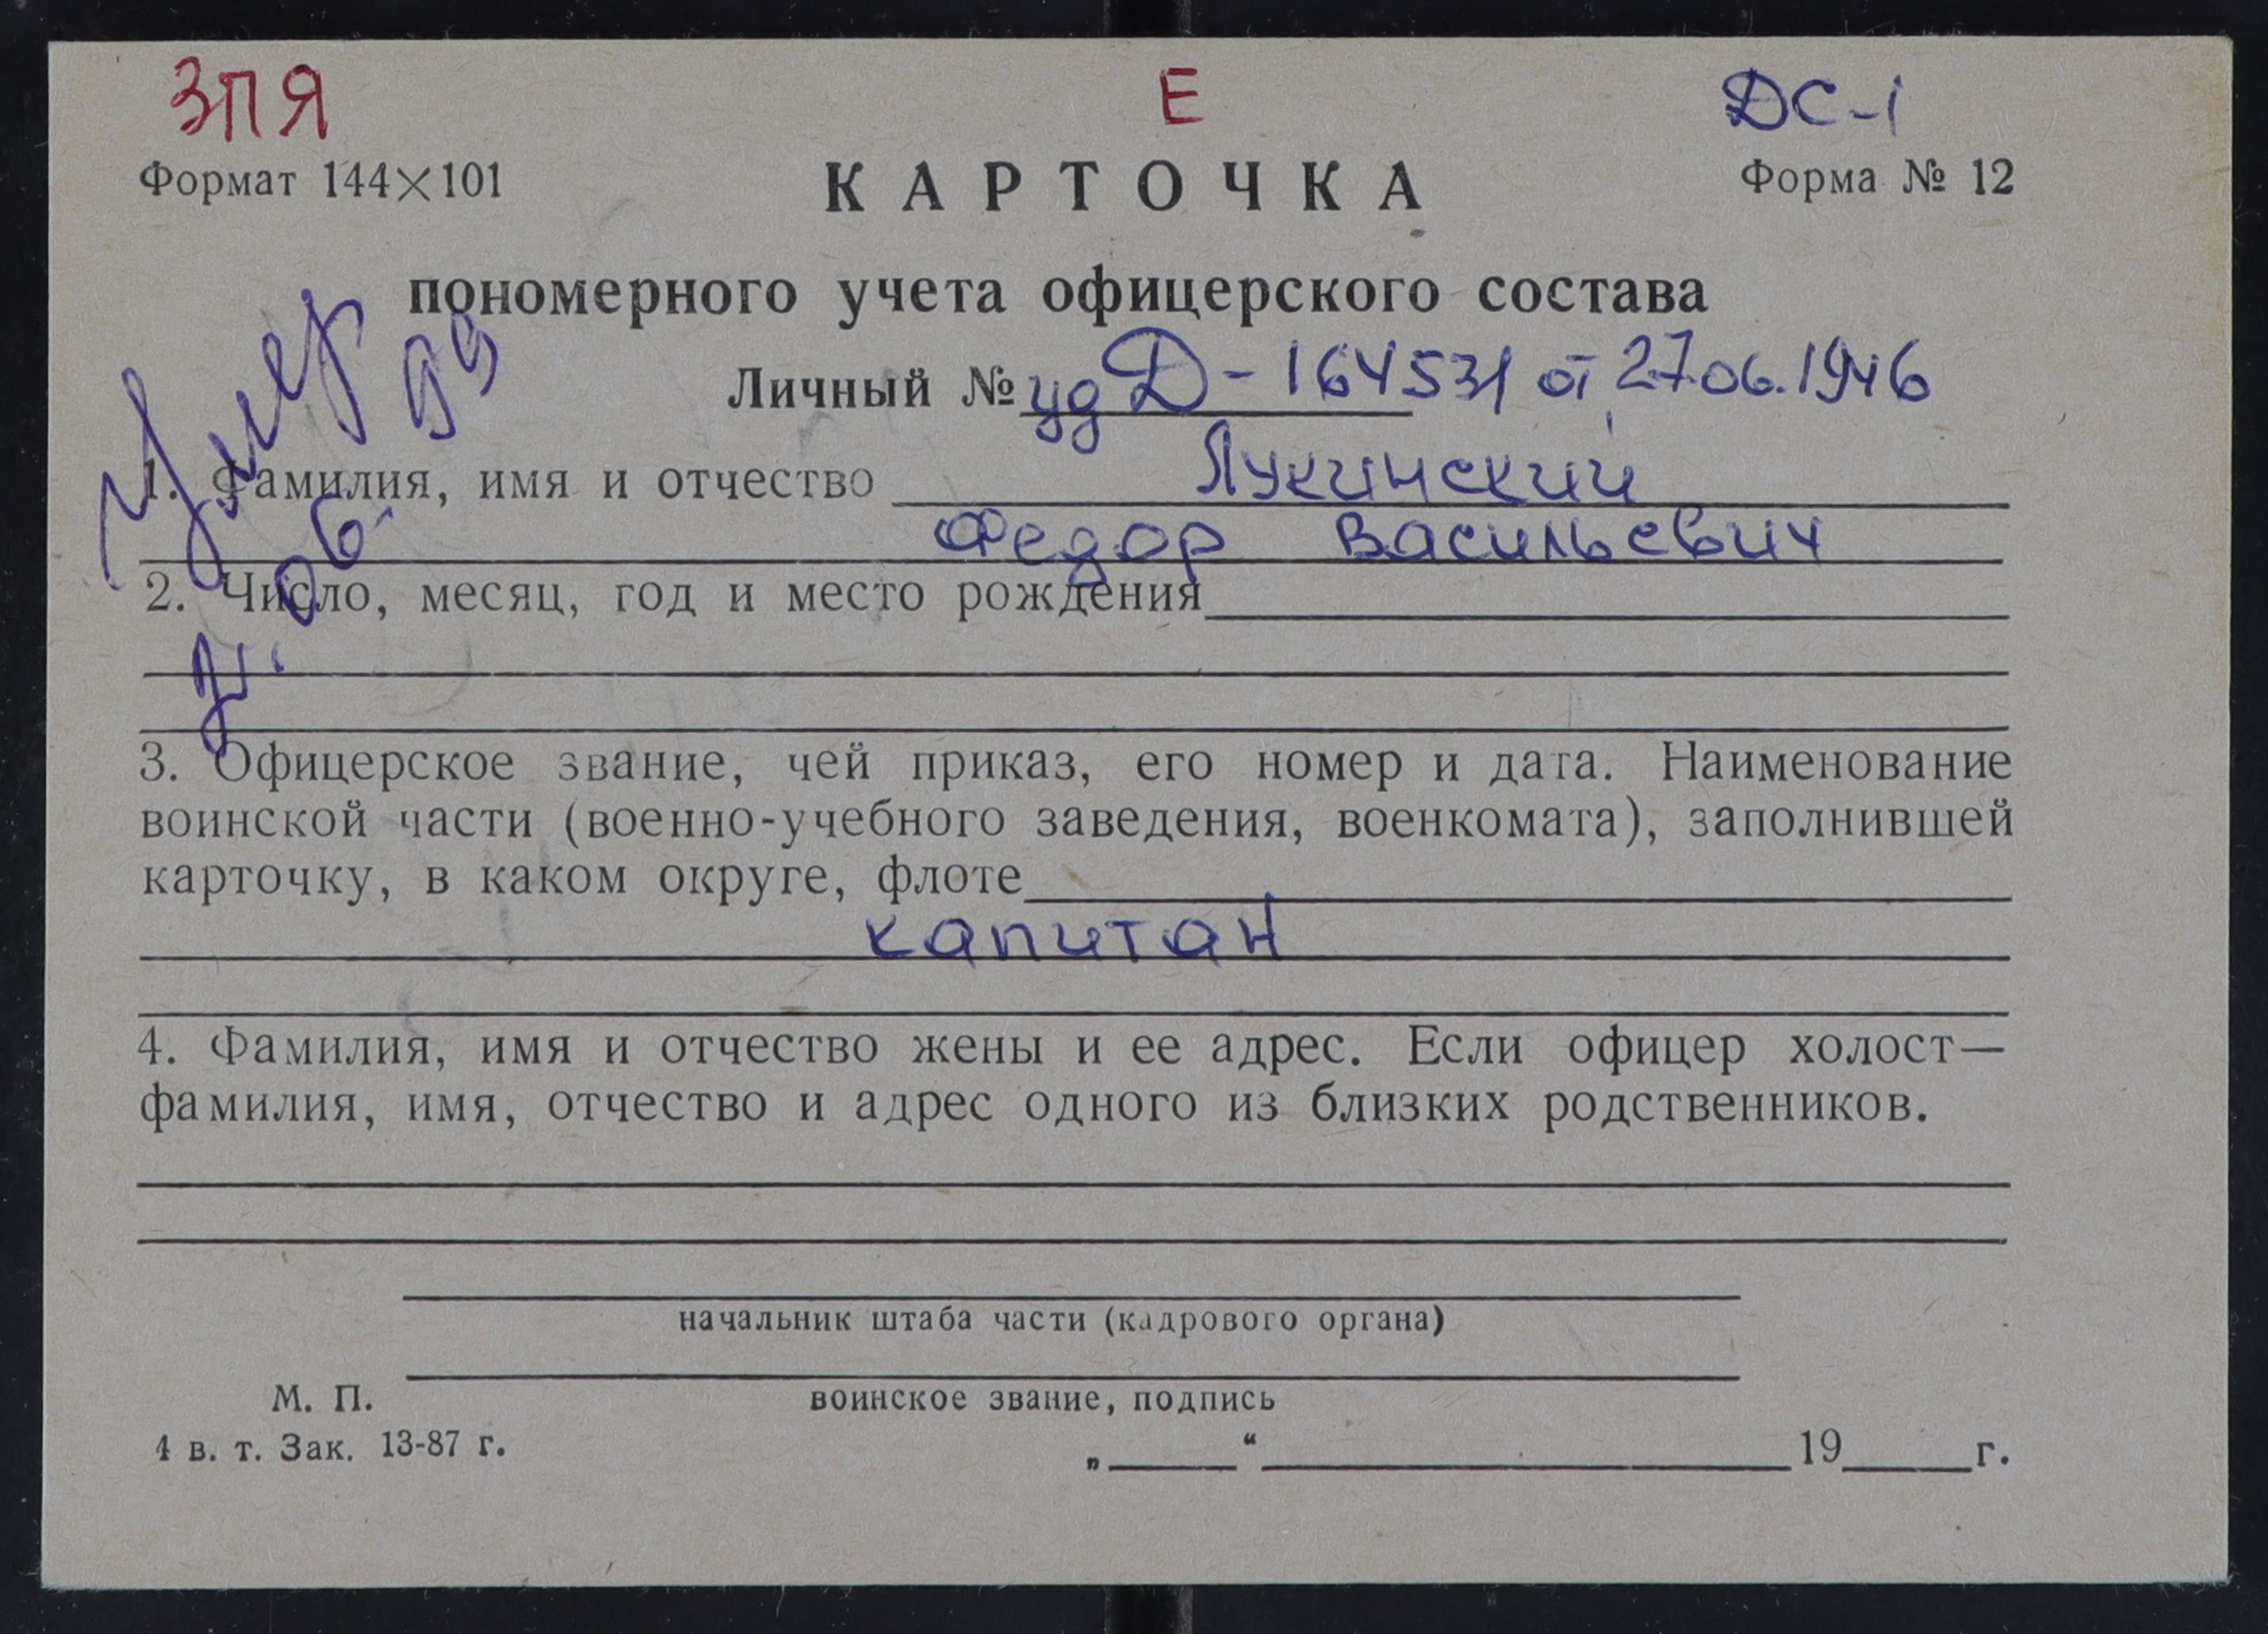 ЗПЯ Е ДС-1
Формат 144×101 КАРТОЧКА Форма № 12
пономерного учета офицерского состава
Личный № уд Д-164531 от 27.06.1946
Умер
1. Фамилия, имя и отчество Лукинский
Федор Васильевич
2. Число, месяц, год и место рождения
3. Офицерское звание, чей приказ, его номер и дата. Наименование
воинской части (военно-учебного заведения, военкомата), заполнившей
карточку, в каком округе, флоте
капитан
4. Фамилия, имя и отчество жены и ее адрес. Если офицер холост—
фамилия, имя, отчество и адрес одного из близких родственников.
начальник штаба части (кадрового органа)
М. П. воинское звание, подпись
4 в. т. Зак. 13-87 г.
„ “ 19 г.